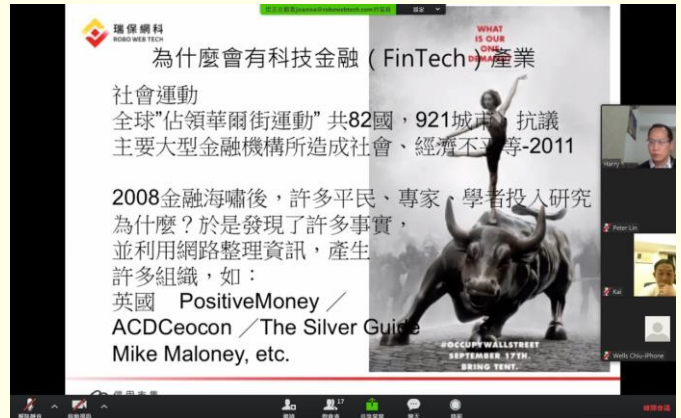 瑞保網科
ROBO WEB TECH
為什麼會有科技金融（FinTech）產業
社會運動
全球”佔領華爾街運動” 共82國，921城市，抗議
主要大型金融機構所造成社會、經濟不平等-2011
2008金融海嘯後，許多平民、專家、學者投入研究
為什麼？於是發現了許多事實，
並利用網路整理資訊，產生
許多組織，如：
英國 PositiveMoney／
ACDCeocon／The Silver Guide
Mike Maloney, etc.
WHAT
IS OUR
ONE
DEMAND?
#OCCUPYWALLSTREET
SEPTEMBER 17TH.
BRING TENT.
Peter Lin
Kai
Wells Chiu-iPhone
17